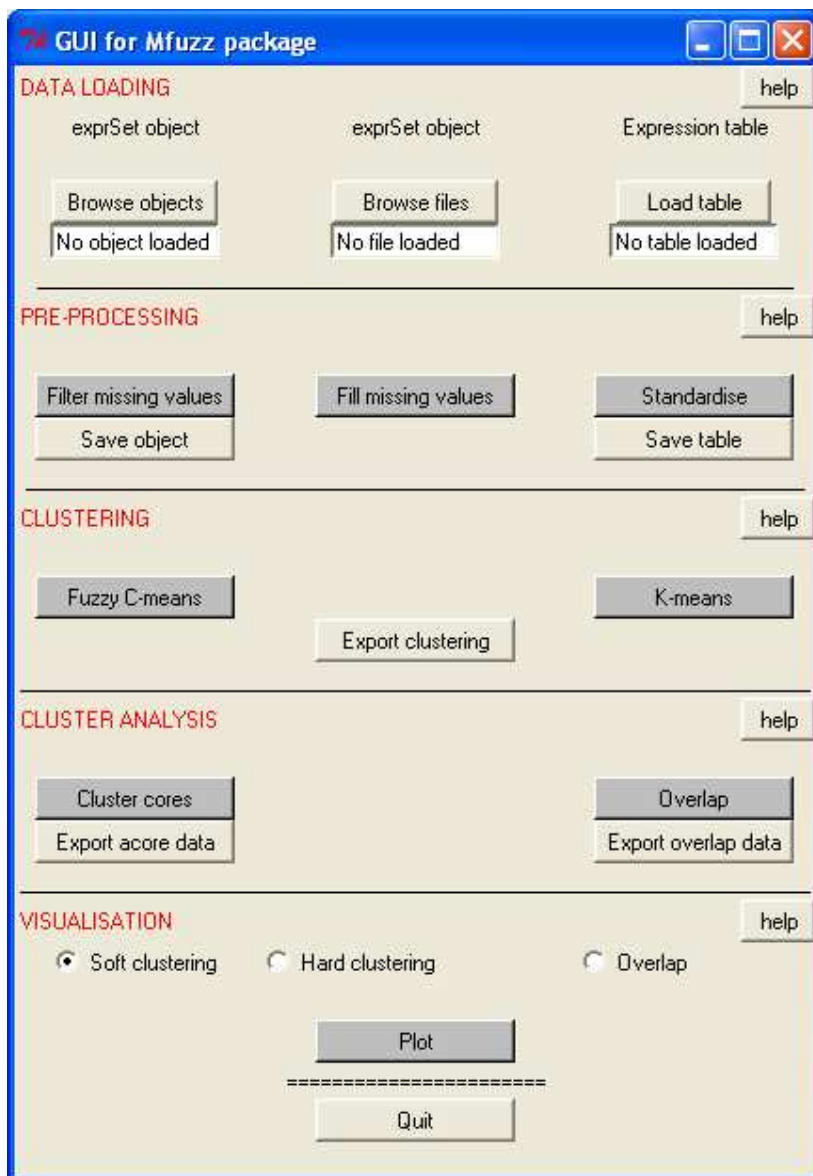 GUI for Mfuzz package
DATA LOADING help
exprSet object exprSet object Expression table
Browse objects Browse files Load table
No object loaded No file loaded No table loaded
PRE-PROCESSING help
Filter missing values Fill missing values Standardise
Save object Save table
CLUSTERING help
Fuzzy C-means K-means
Export clustering
CLUSTER ANALYSIS help
Cluster cores Overlap
Export acore data Export overlap data
VISUALISATION help
Soft clustering Hard clustering Overlap
Plot
=======================
Quit